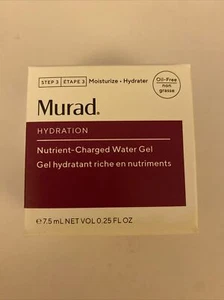 STEP 3 ÉTAPE 3 Moisturize • Hydrater
Oil-Free
non
grasse
Murad.
HYDRATION
Nutrient-Charged Water Gel
Gel hydratant riche en nutriments
℮ 7.5 mL NET VOL 0.25 FL OZ